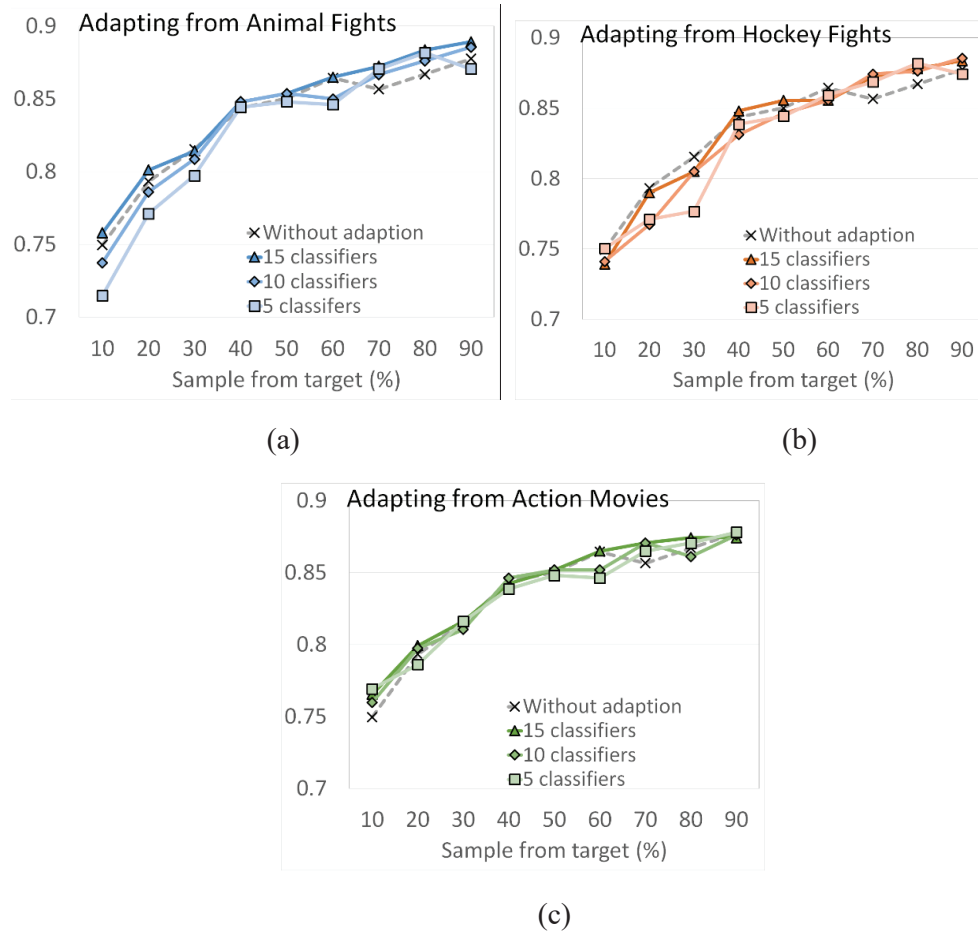 Adapting from Animal Fights
0.9
0.85
0.8
0.75
0.7
Without adaption
15 classifiers
10 classifiers
5 classifers
10 20 30 40 50 60 70 80 90
Sample from target (%)
(a)
Adapting from Hockey Fights
0.9
0.85
0.8
0.75
0.7
Without adaption
15 classifiers
10 classifiers
5 classifiers
10 20 30 40 50 60 70 80 90
Sample from target (%)
(b)
Adapting from Action Movies
0.9
0.85
0.8
0.75
0.7
Without adaption
15 classifiers
10 classifiers
5 classifiers
10 20 30 40 50 60 70 80 90
Sample from target (%)
(c)